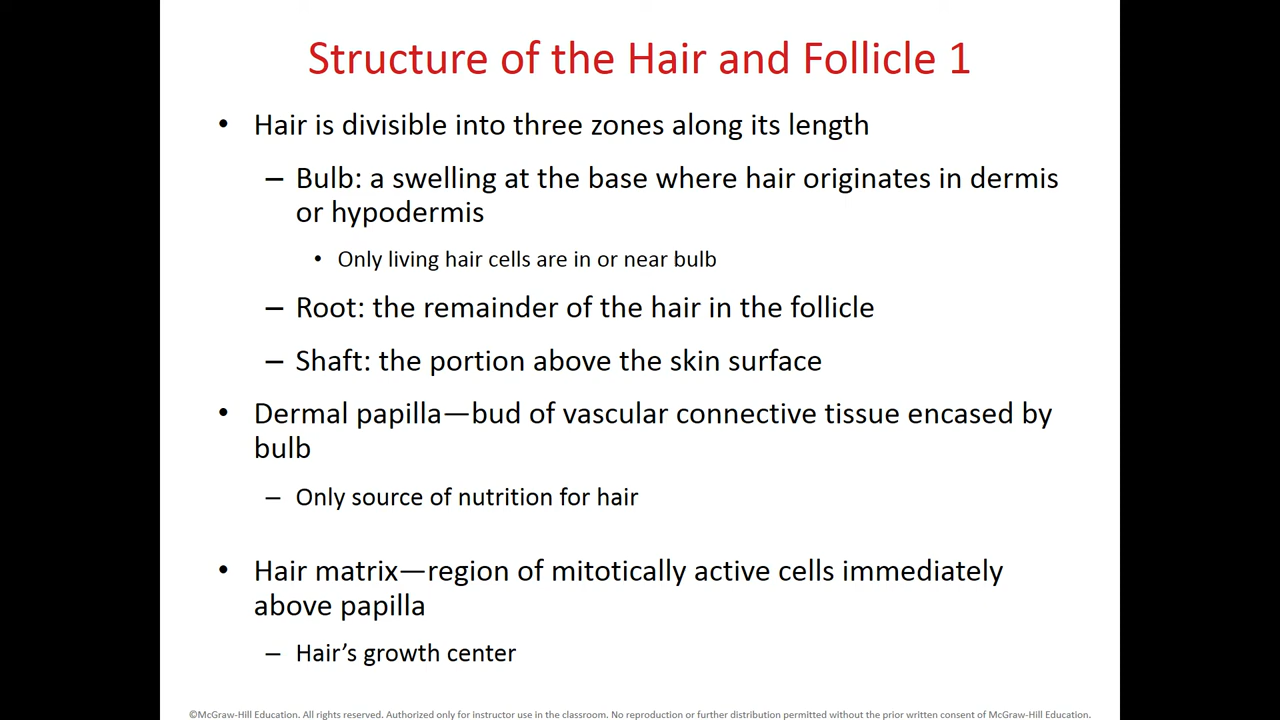 Structure of the Hair and Follicle 1
• Hair is divisible into three zones along its length
– Bulb: a swelling at the base where hair originates in dermis
or hypodermis
• Only living hair cells are in or near bulb
– Root: the remainder of the hair in the follicle
– Shaft: the portion above the skin surface
• Dermal papilla—bud of vascular connective tissue encased by
bulb
– Only source of nutrition for hair
• Hair matrix—region of mitotically active cells immediately
above papilla
– Hair’s growth center
©McGraw-Hill Education. All rights reserved. Authorized only for instructor use in the classroom. No reproduction or further distribution permitted without the prior written consent of McGraw-Hill Education.